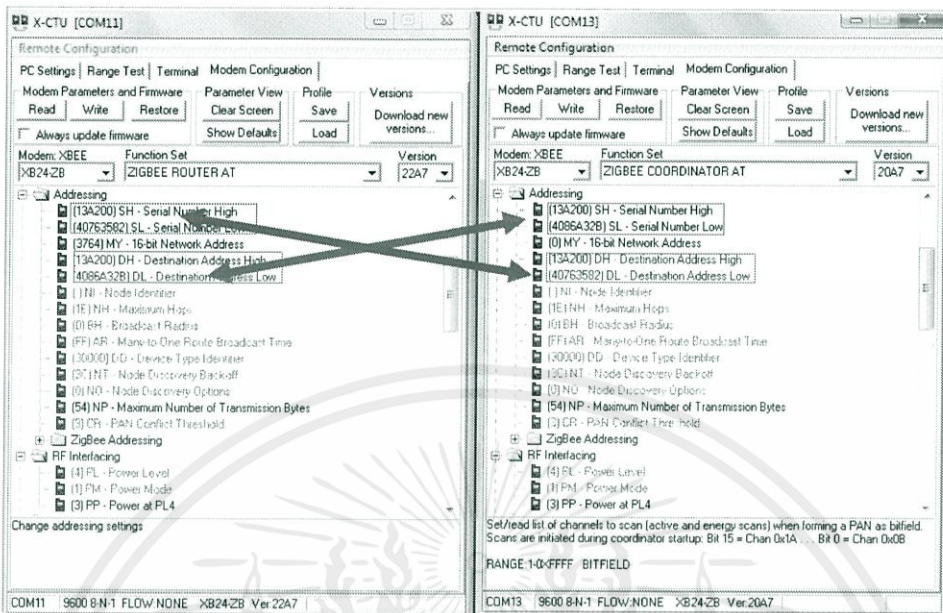 X-CTU [COM11]
Remote Configuration
PC Settings | Range Test | Terminal | Modem Configuration
Modem Parameters and Firmware
Parameter View
Profile
Versions
Read
Write
Restore
Clear Screen
Save
Download new versions...
Always update firmware
Show Defaults
Load
Modem: XBEE
Function Set
Version
XB24-ZB
ZIGBEE ROUTER AT
22A7
Addressing
(13A200) SH - Serial Number High
(40763582) SL - Serial Number Low
(3764) MY - 16-bit Network Address
(13A200) DH - Destination Address High
(4086A32B) DL - Destination Address Low
( ) NI - Node Identifier
(1E) NH - Maximum Hops
(0) BH - Broadcast Radius
(FF) AR - Many-to-One Route Broadcast Time
(30000) DD - Device Type Identifier
(3C) NT - Node Discovery Backoff
(0) NO - Node Discovery Options
(54) NP - Maximum Number of Transmission Bytes
(3) CR - PAN Conflict Threshold
ZigBee Addressing
RF Interfacing
(4) PL - Power Level
(1) PM - Power Mode
(3) PP - Power at PL4
Change addressing settings
COM11 9600 8-N-1 FLOW:NONE XB24-ZB Ver:22A7
X-CTU [COM13]
Remote Configuration
PC Settings | Range Test | Terminal | Modem Configuration
Modem Parameters and Firmware
Parameter View
Profile
Versions
Read
Write
Restore
Clear Screen
Save
Download new versions...
Always update firmware
Show Defaults
Load
Modem: XBEE
Function Set
Version
XB24-ZB
ZIGBEE COORDINATOR AT
20A7
Addressing
(13A200) SH - Serial Number High
(4086A32B) SL - Serial Number Low
(0) MY - 16-bit Network Address
(13A200) DH - Destination Address High
(40763582) DL - Destination Address Low
( ) NI - Node Identifier
(1E) NH - Maximum Hops
(0) BH - Broadcast Radius
(FF) AR - Many-to-One Route Broadcast Time
(30000) DD - Device Type Identifier
(3C) NT - Node Discovery Backoff
(0) NO - Node Discovery Options
(54) NP - Maximum Number of Transmission Bytes
(3) CR - PAN Conflict Threshold
ZigBee Addressing
RF Interfacing
(4) PL - Power Level
(1) PM - Power Mode
(3) PP - Power at PL4
Set/read list of channels to scan (active and energy scans) when forming a PAN as bitfield.
Scans are initiated during coordinator startup: Bit 15 = Chan 0x1A . . . Bit 0 = Chan 0x0B
RANGE:1-0XFFFF BITFIELD
COM13 9600 8-N-1 FLOW:NONE XB24-ZB Ver:20A7